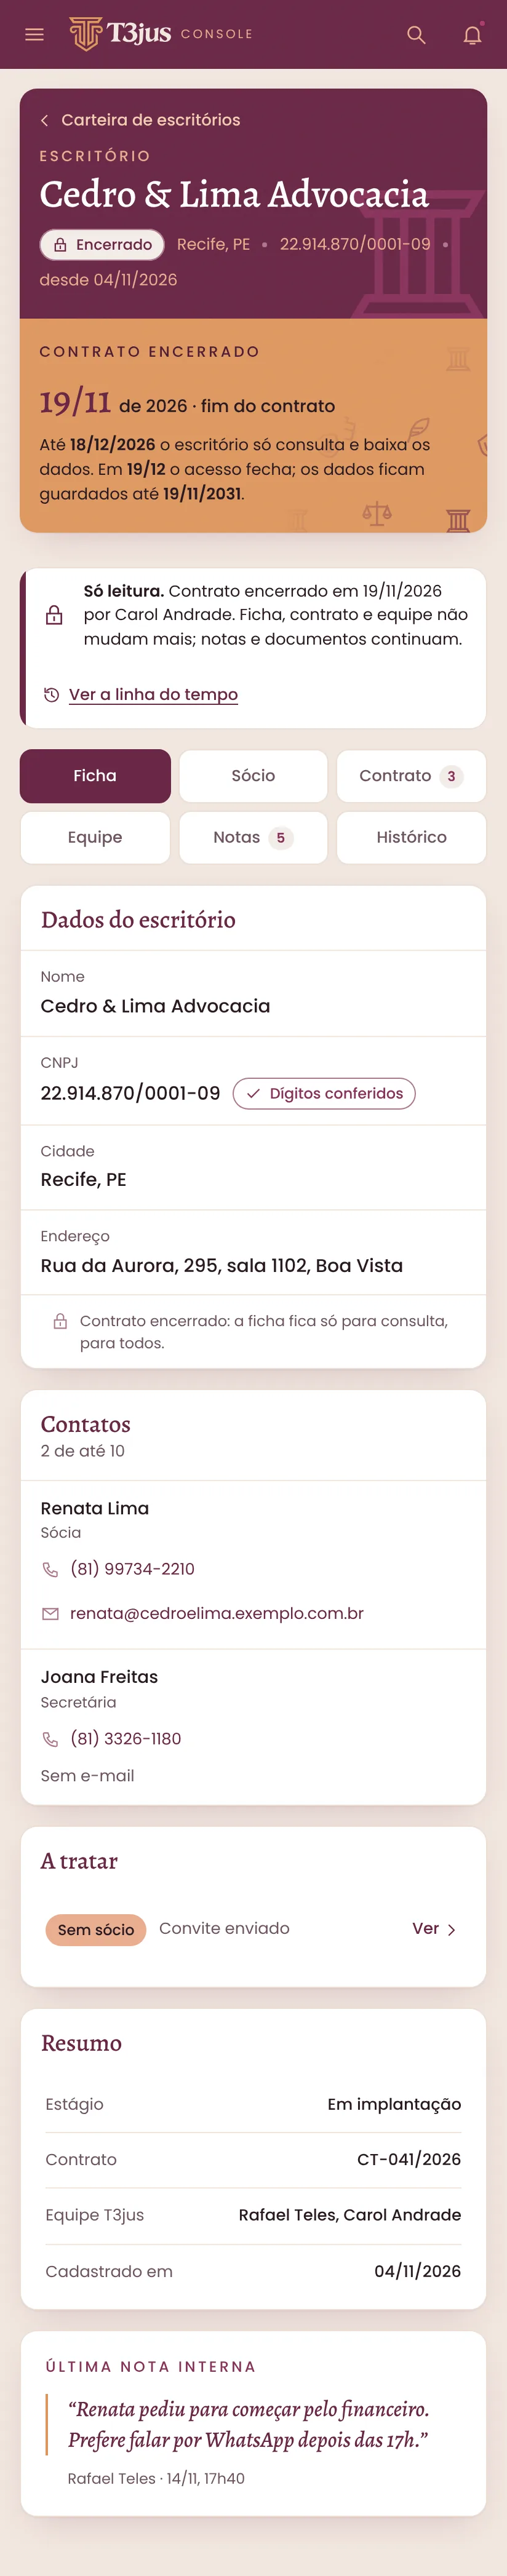 T3jus CONSOLE
Carteira de escritórios
ESCRITÓRIO
Cedro & Lima Advocacia
Encerrado Recife, PE • 22.914.870/0001-09 •
desde 04/11/2026
CONTRATO ENCERRADO
19/11 de 2026 · fim do contrato
Até 18/12/2026 o escritório só consulta e baixa os
dados. Em 19/12 o acesso fecha; os dados ficam
guardados até 19/11/2031.
Só leitura. Contrato encerrado em 19/11/2026
por Carol Andrade. Ficha, contrato e equipe não
mudam mais; notas e documentos continuam.
Ver a linha do tempo
Ficha Sócio Contrato 3
Equipe Notas 5 Histórico
Dados do escritório
Nome
Cedro & Lima Advocacia
CNPJ
22.914.870/0001-09 Dígitos conferidos
Cidade
Recife, PE
Endereço
Rua da Aurora, 295, sala 1102, Boa Vista
Contrato encerrado: a ficha fica só para consulta,
para todos.
Contatos
2 de até 10
Renata Lima
Sócia
(81) 99734-2210
renata@cedroelima.exemplo.com.br
Joana Freitas
Secretária
(81) 3326-1180
Sem e-mail
A tratar
Sem sócio Convite enviado Ver
Resumo
Estágio Em implantação
Contrato CT-041/2026
Equipe T3jus Rafael Teles, Carol Andrade
Cadastrado em 04/11/2026
ÚLTIMA NOTA INTERNA
“Renata pediu para começar pelo financeiro.
Prefere falar por WhatsApp depois das 17h.”
Rafael Teles · 14/11, 17h40